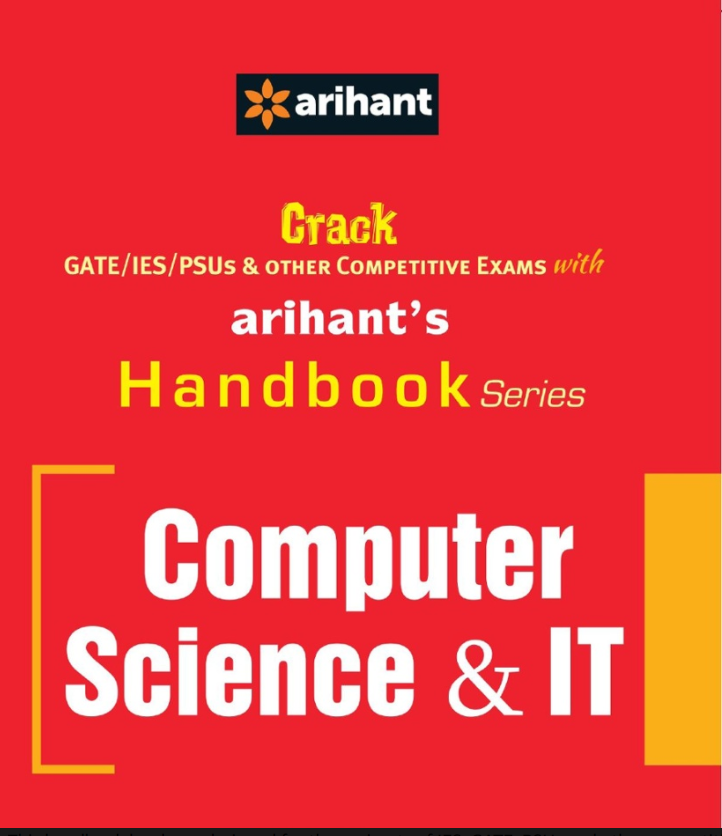 arihant
Crack
GATE/IES/PSUs & OTHER COMPETITIVE EXAMS with
arihant's
Handbook Series
Computer
Science & IT